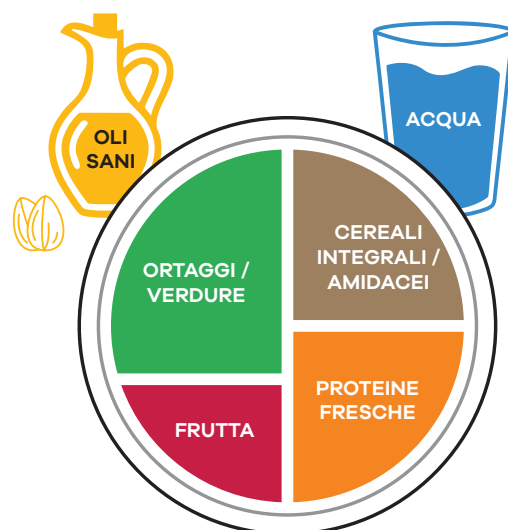 OLI
SANI
ACQUA
ORTAGGI /
VERDURE
CEREALI
INTEGRALI /
AMIDACEI
FRUTTA
PROTEINE
FRESCHE